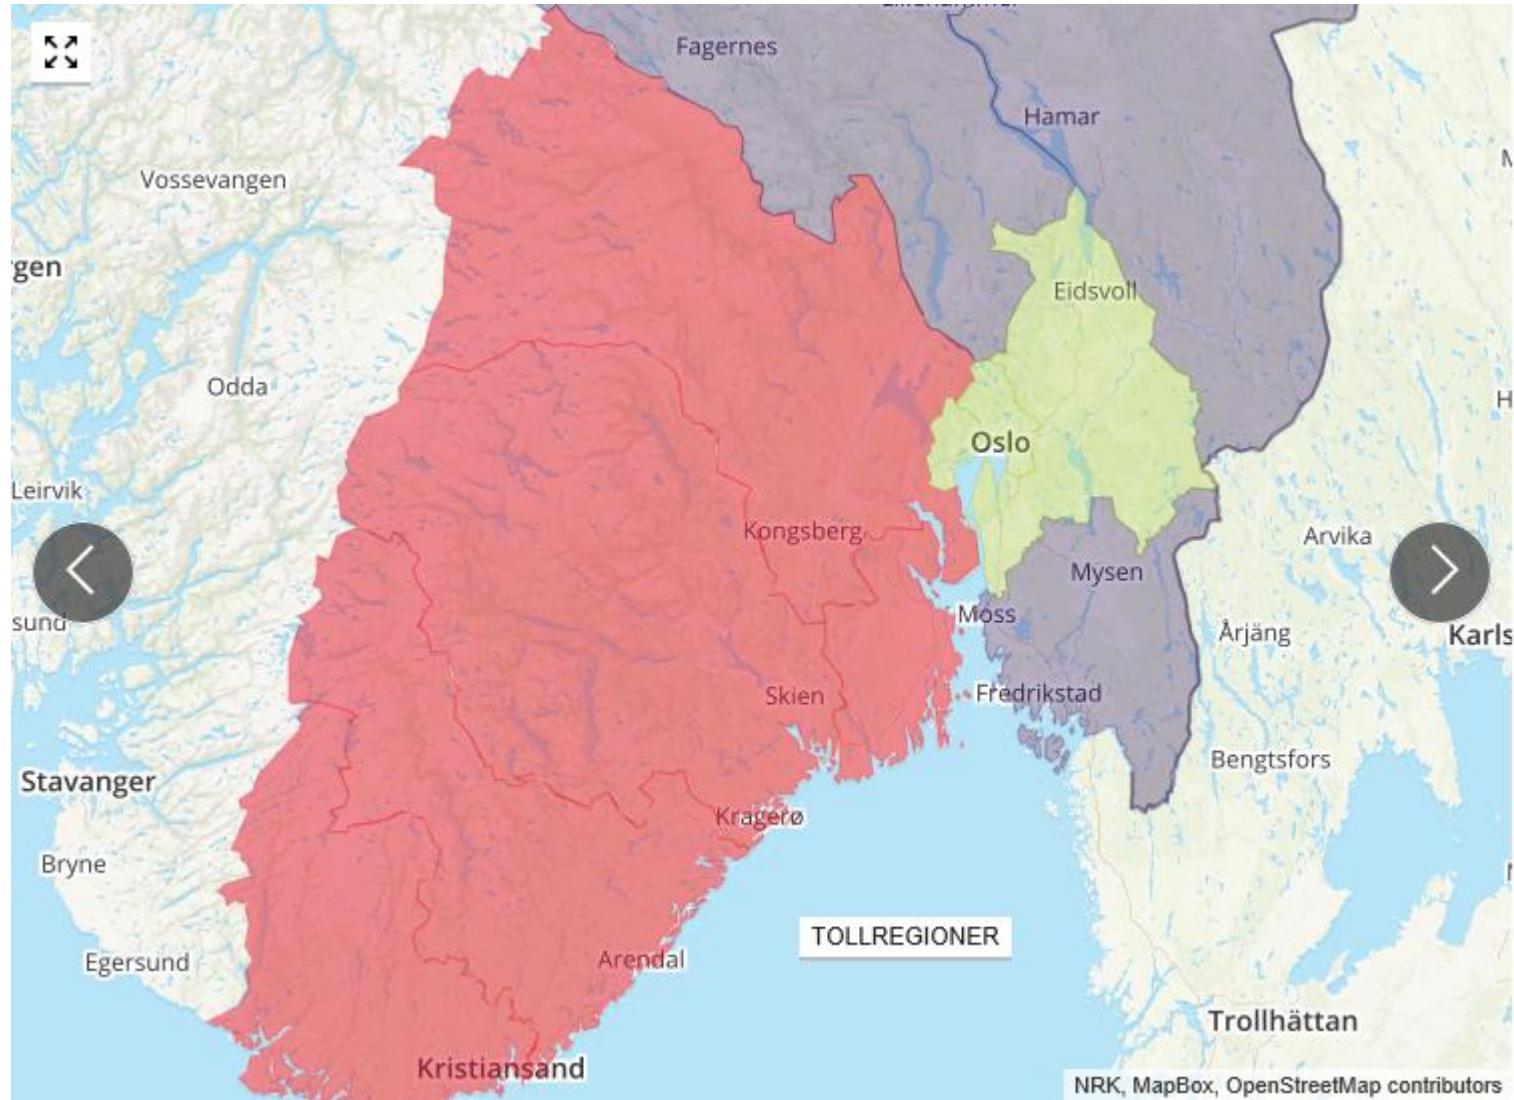 Fagernes
Hamar
Vossevangen
gen
Eidsvoll
Odda
Oslo
Leirvik
Kongsberg
Arvika
Mysen
Moss
sund
Årjäng
Karls
Skien
Fredrikstad
Stavanger
Bengtsfors
Kragerø
Bryne
TOLLREGIONER
Egersund
Arendal
Trollhättan
Kristiansand
NRK, MapBox, OpenStreetMap contributors